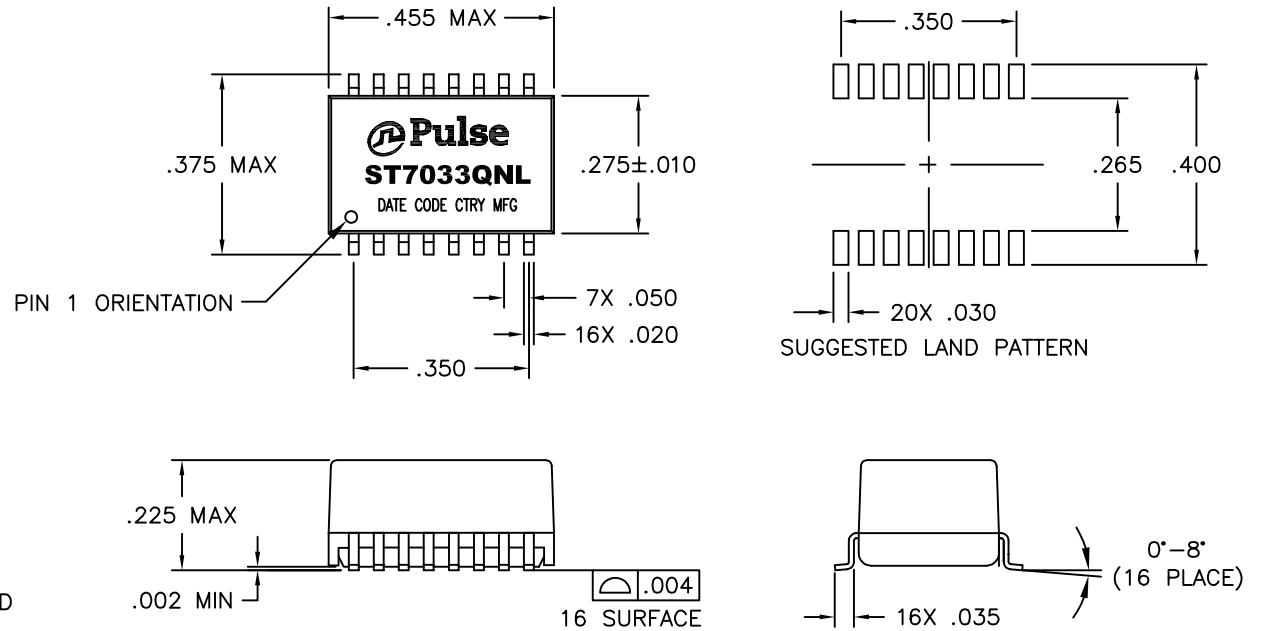 .455 MAX
.350
.375 MAX
Pulse
ST7033QNL
DATE CODE CTRY MFG
.275±.010
.265
.400
PIN 1 ORIENTATION
7X .050
16X .020
.350
20X .030
SUGGESTED LAND PATTERN
.225 MAX
.002 MIN
D
.004
16 SURFACE
0°-8°
(16 PLACE)
16X .035